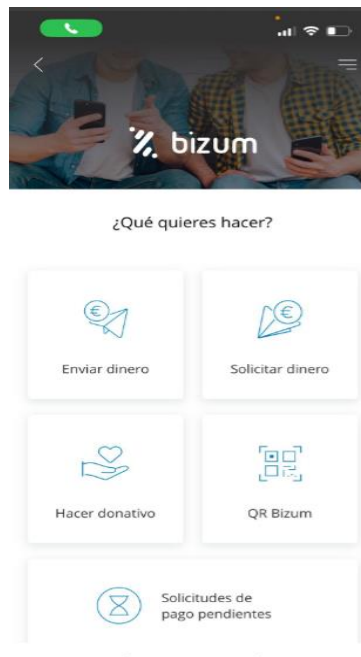 bizum
¿Qué quieres hacer?
Enviar dinero
Solicitar dinero
Hacer donativo
QR Bizum
Solicitudes de
pago pendientes